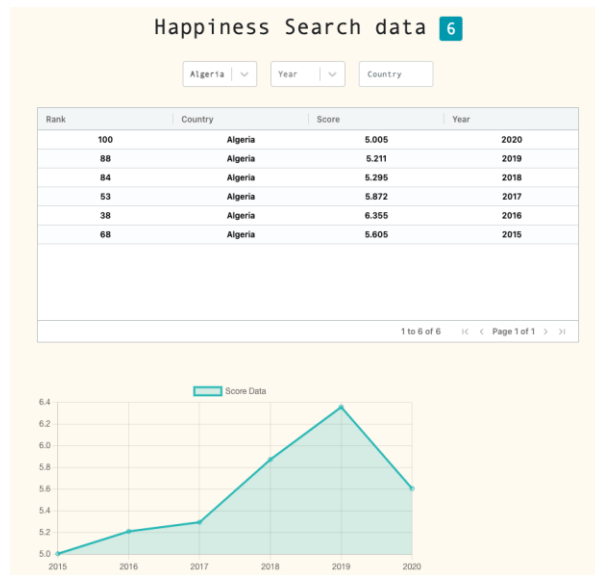 Happiness Search data 6
Algeria Year Country
Rank Country Score Year
100 Algeria 5.005 2020
88 Algeria 5.211 2019
84 Algeria 5.295 2018
53 Algeria 5.872 2017
38 Algeria 6.355 2016
68 Algeria 5.605 2015
1 to 6 of 6 Page 1 of 1
Score Data
6.4
6.2
6.0
5.8
5.6
5.4
5.2
5.0
2015 2016 2017 2018 2019 2020